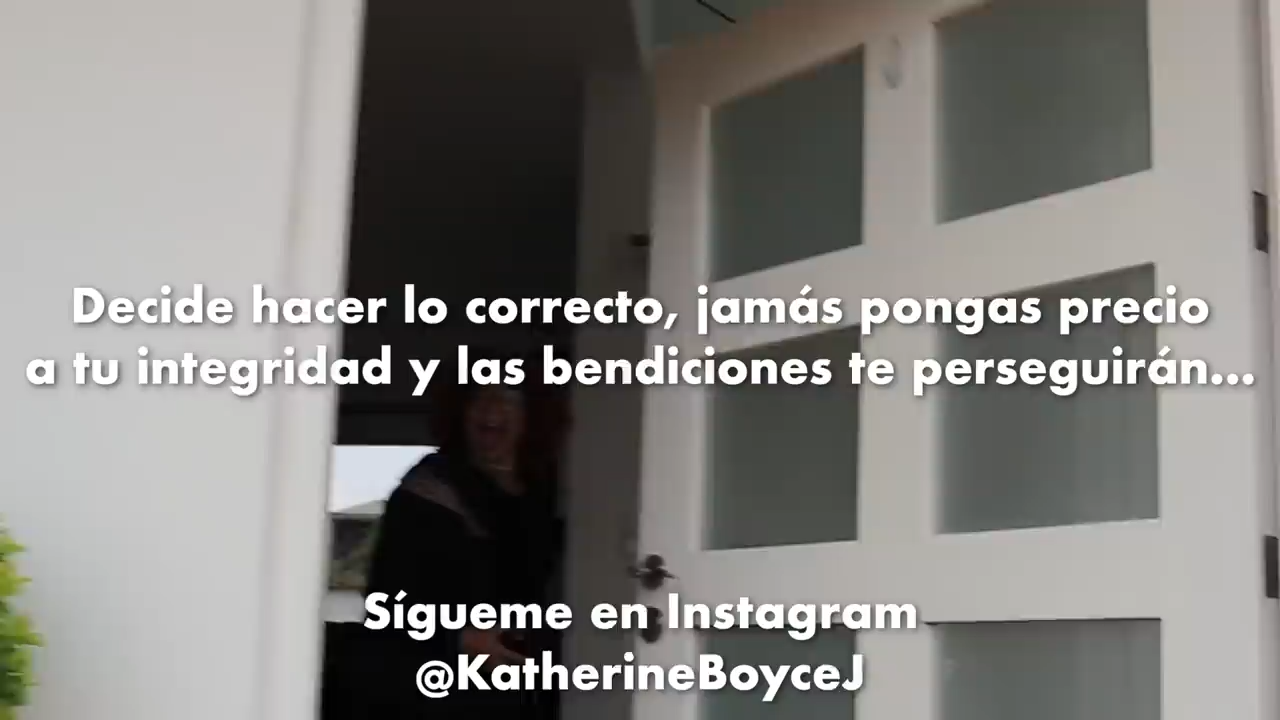 Decide hacer lo correcto, jamás pongas precio
a tu integridad y las bendiciones te perseguirán...
Sígueme en Instagram
@KatherineBoyceJ